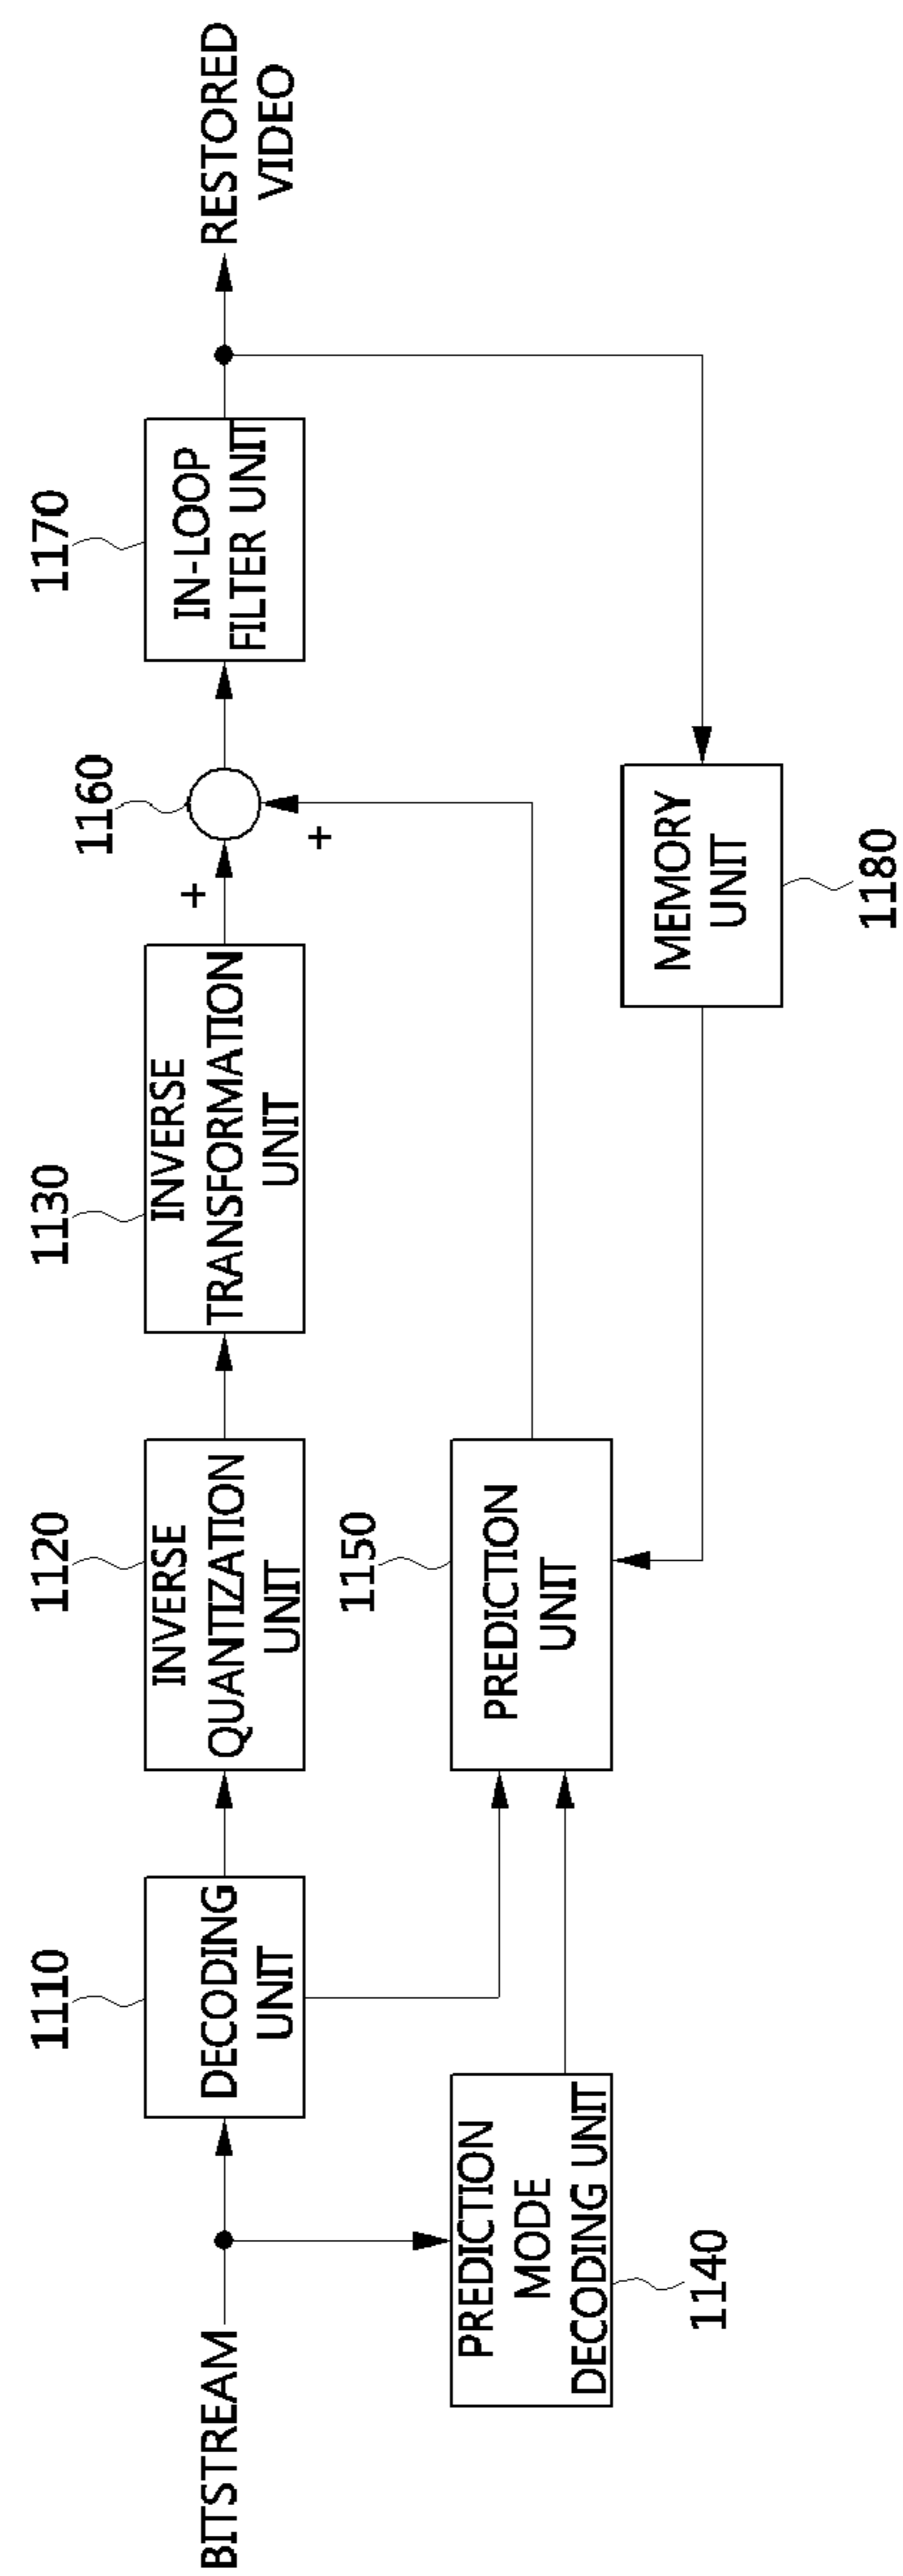 BITSTREAM
1110
DECODING
UNIT
1120
INVERSE
QUANTIZATION
UNIT
1130
INVERSE
TRANSFORMATION
UNIT
+
1160
+
1170
IN-LOOP
FILTER UNIT
RESTORED
VIDEO
PREDICTION
MODE
DECODING UNIT
1140
1150
PREDICTION
UNIT
MEMORY
UNIT
1180